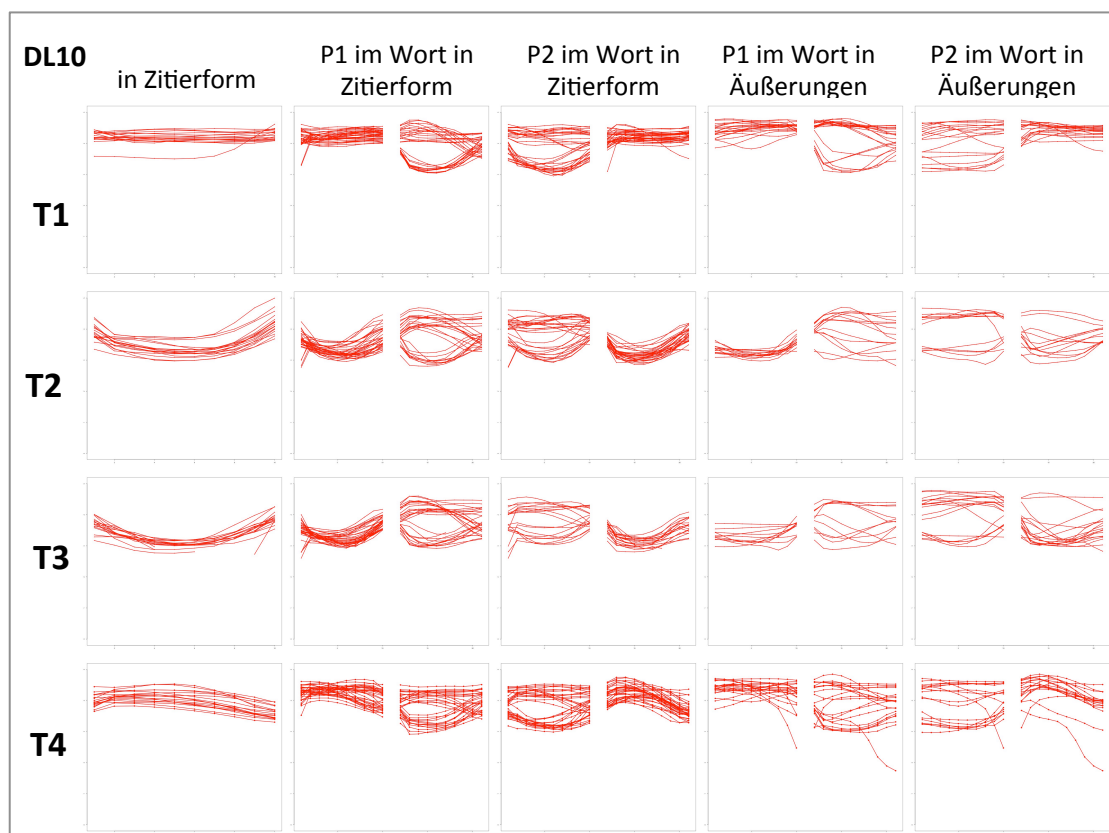 DL10
in Zitierform
P1 im Wort in
Zitierform
P2 im Wort in
Zitierform
P1 im Wort in
Äußerungen
P2 im Wort in
Äußerungen
T1
T2
T3
T4